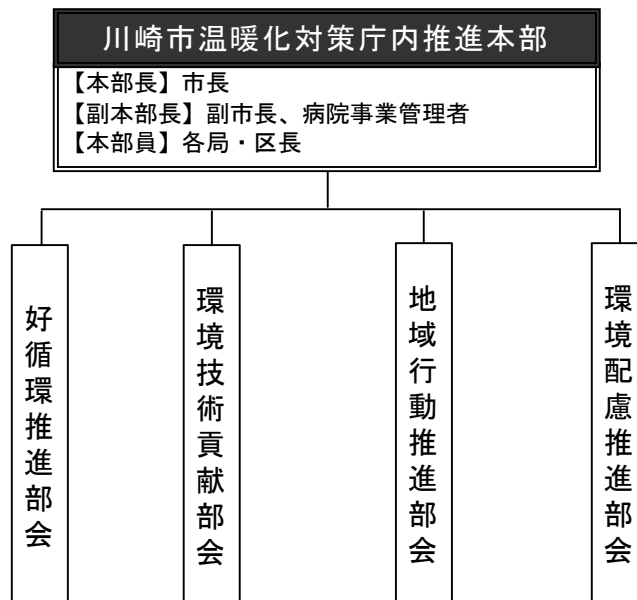 川崎市温暖化対策庁内推進本部
【本部長】市長
【副本部長】副市長、病院事業管理者
【本部員】各局・区長
好循環推進部会
環境技術貢献部会
地域行動推進部会
環境配慮推進部会